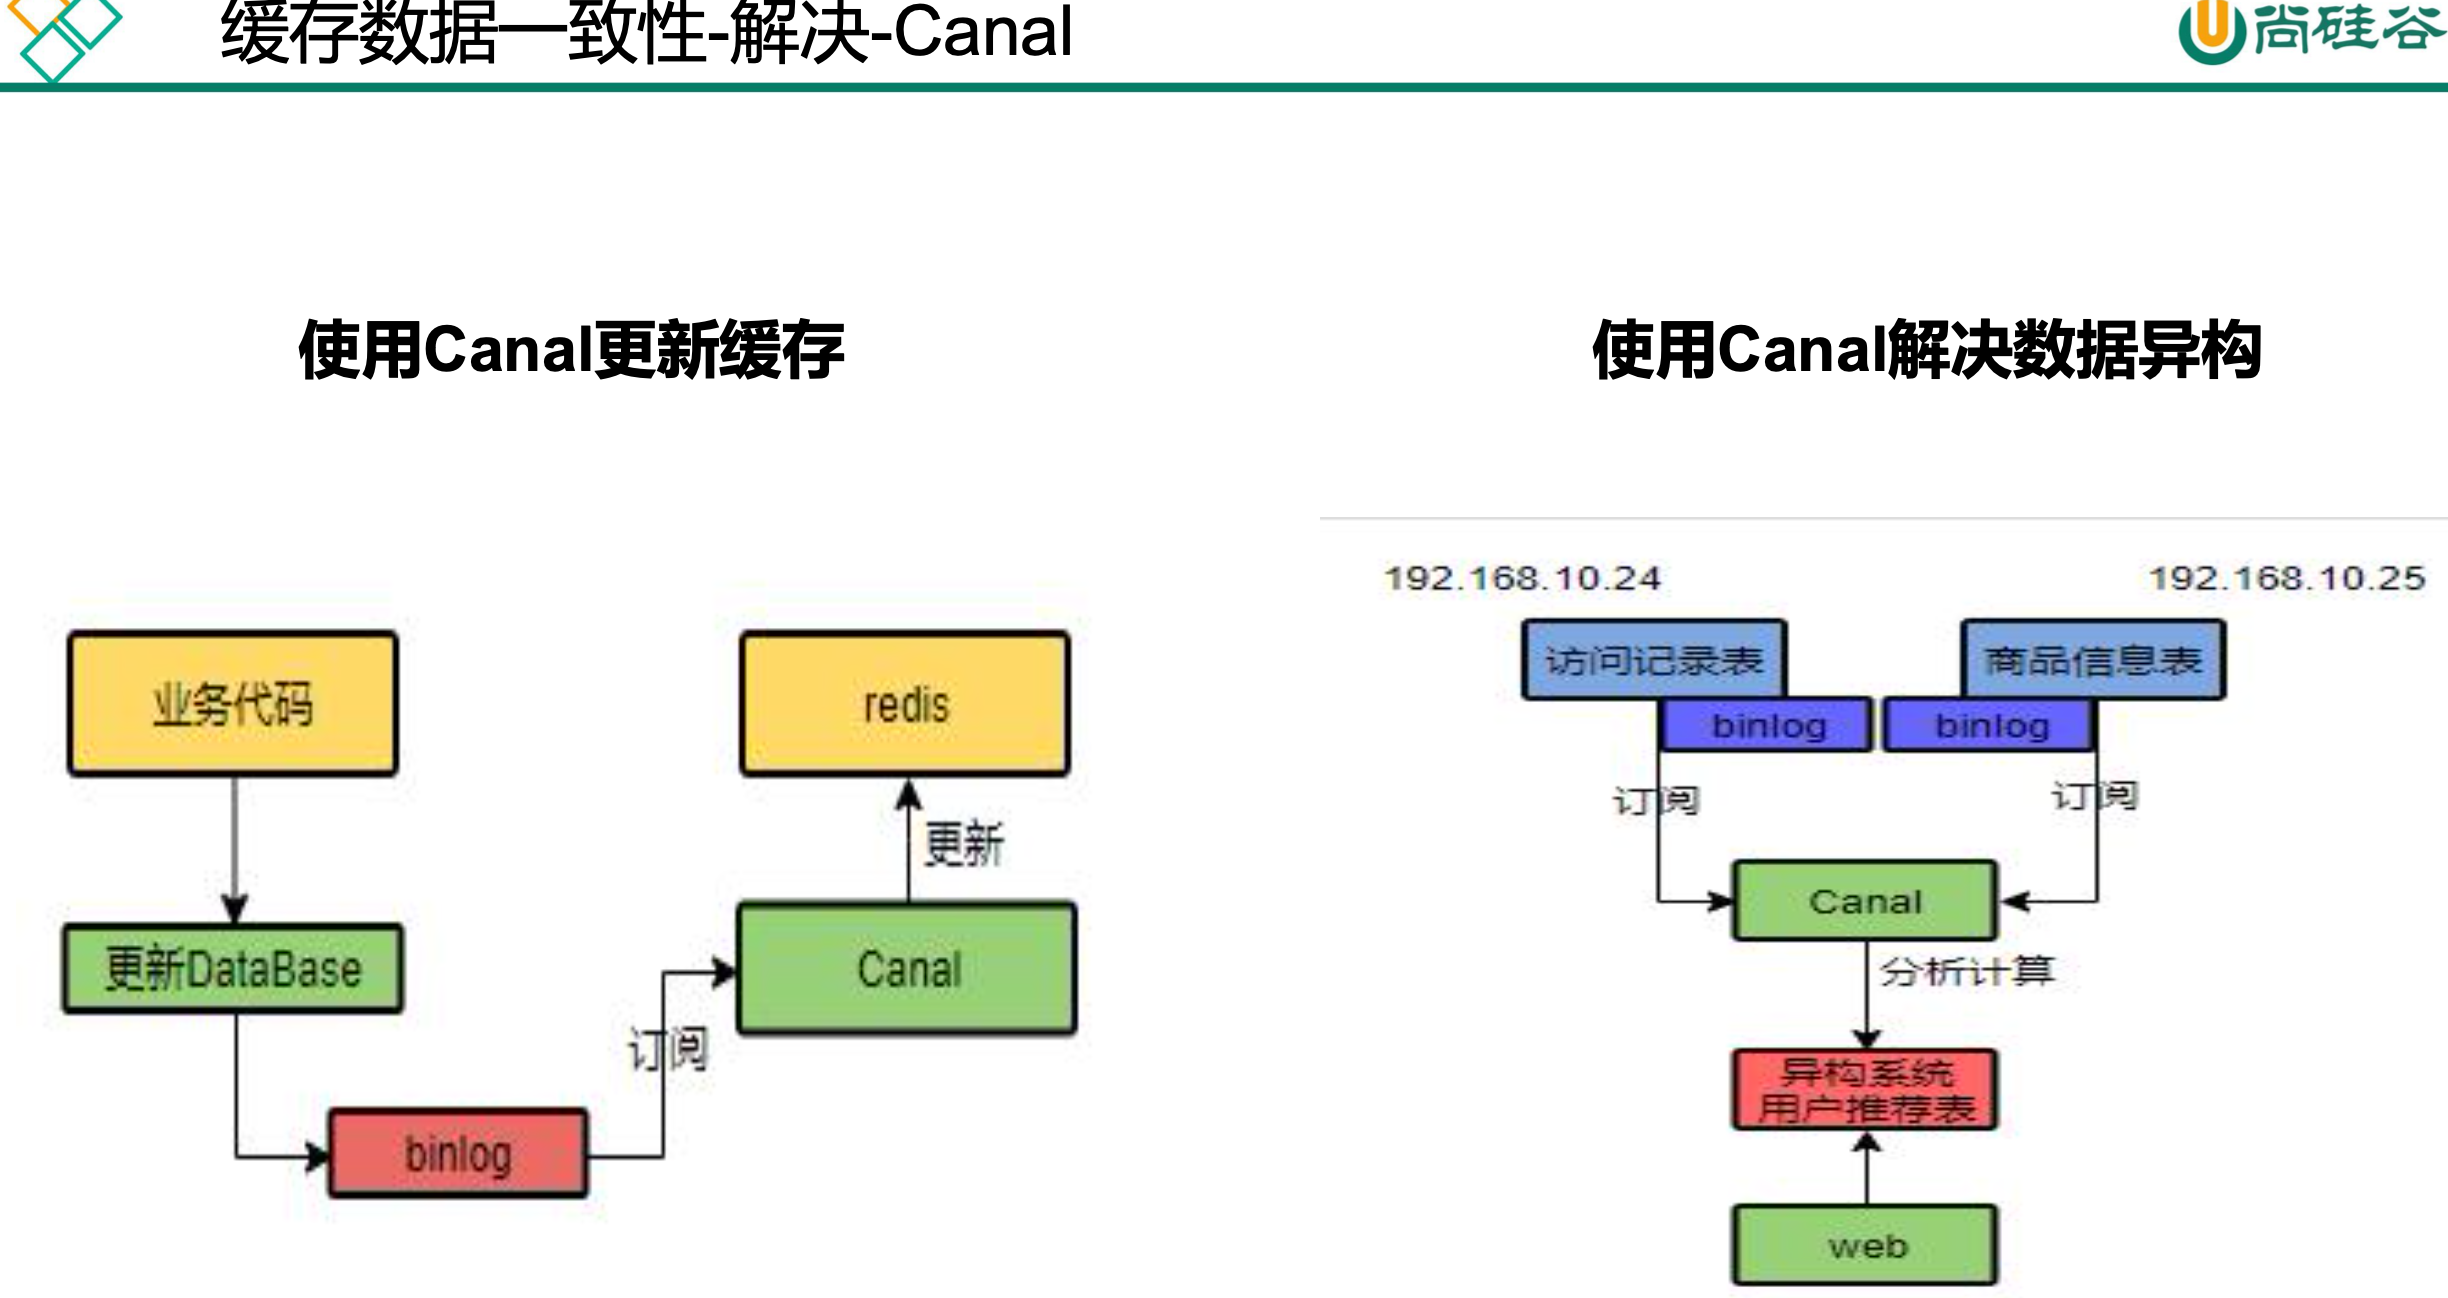 缓存数据一致性-解决-Canal
尚硅谷
使用Canal更新缓存
业务代码
redis
更新
更新DataBase
Canal
订阅
binlog
使用Canal解决数据异构
192.168.10.24
192.168.10.25
访问记录表
商品信息表
binlog
binlog
订阅
订阅
Canal
分析计算
异构系统
用户推荐表
web